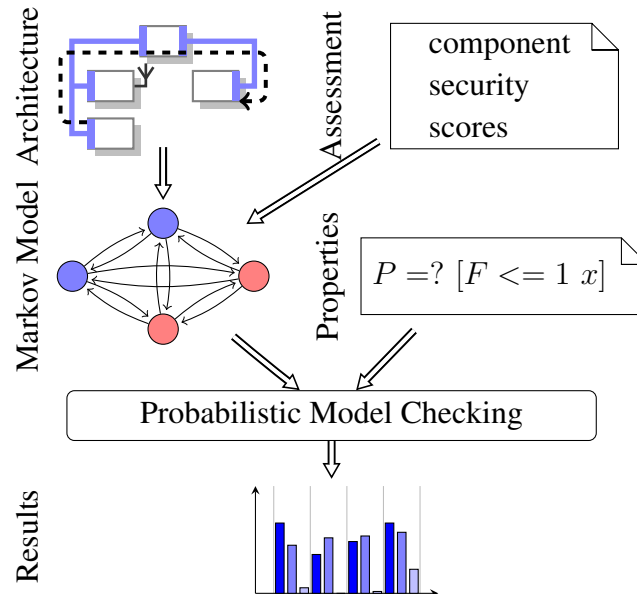 Architecture
Assessment
component
security
scores
Markov Model
Properties
P =? [F <= 1 x]
Probabilistic Model Checking
Results